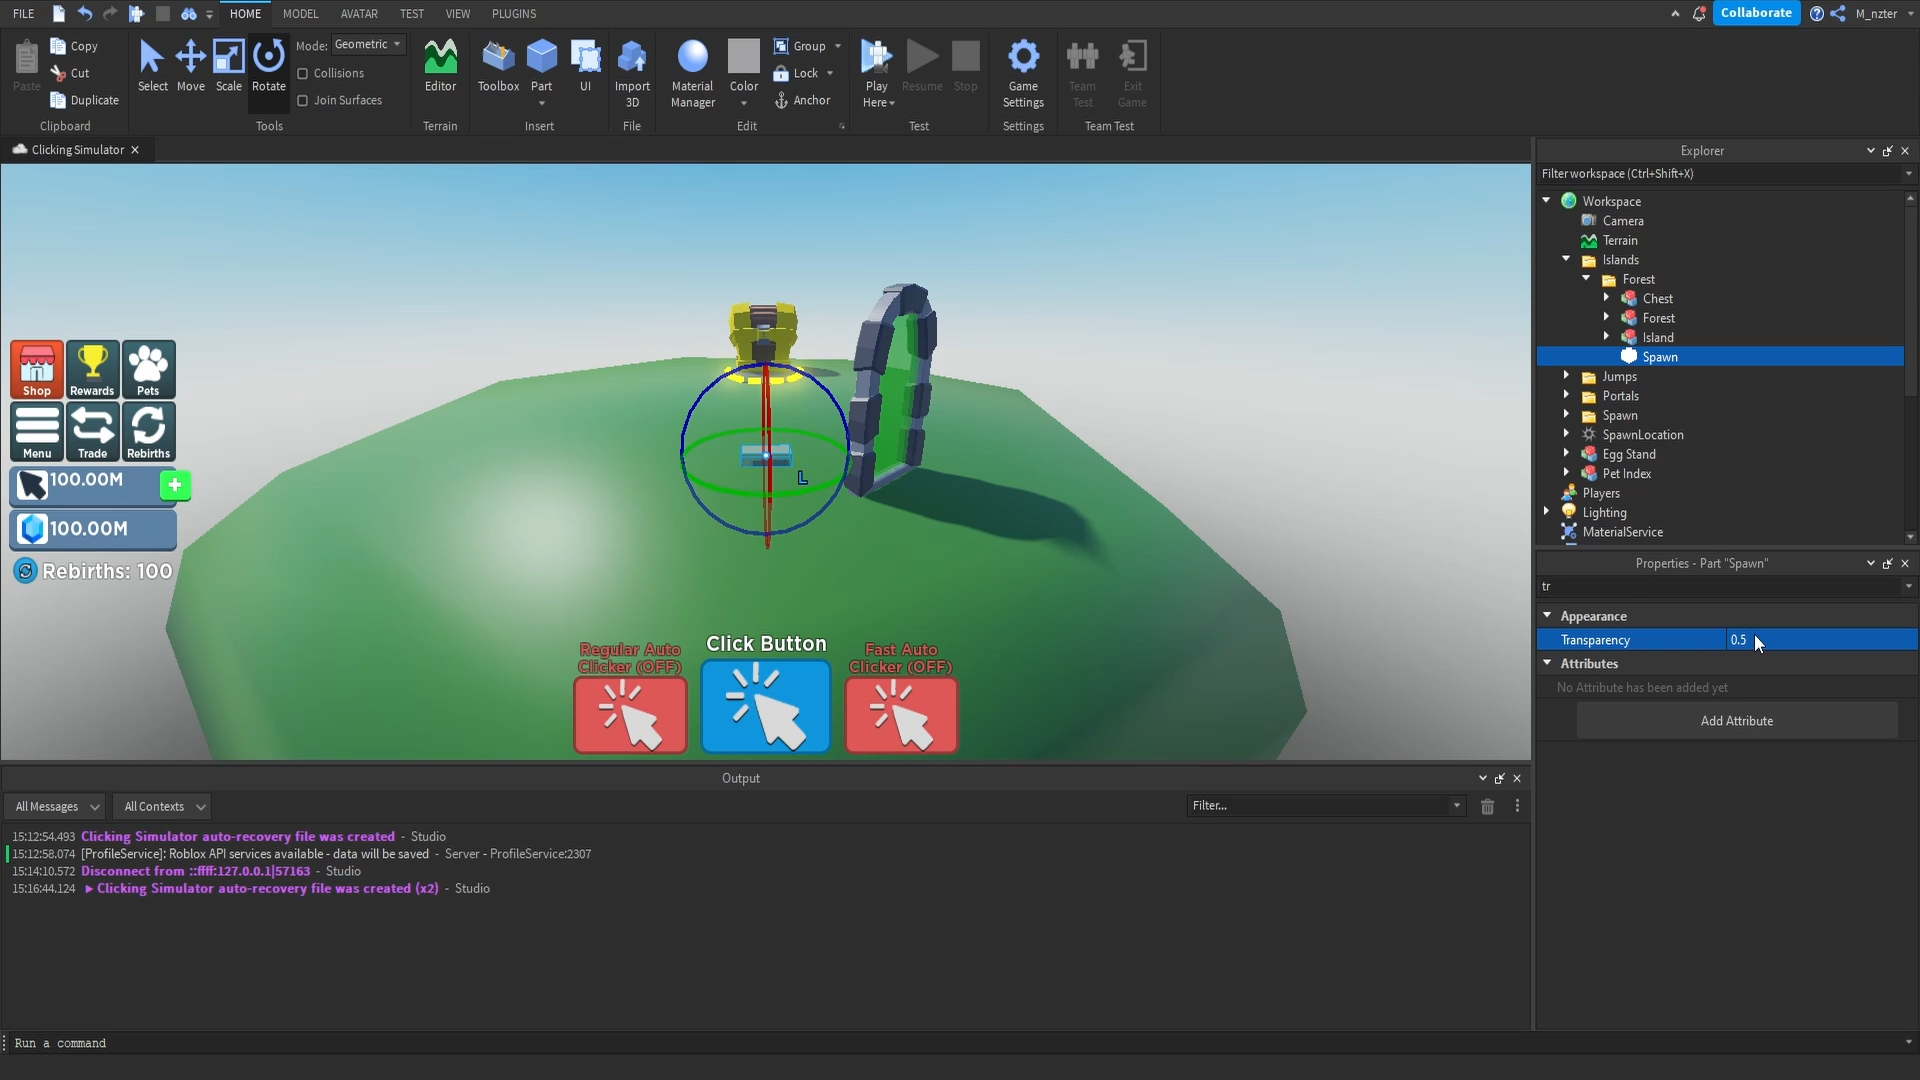 FILE HOME MODEL AVATAR TEST VIEW PLUGINS Collaborate M_nzter
Paste
Copy
Cut
Duplicate
Clipboard
Select Move Scale Rotate
Mode: Geometric
Collisions
Join Surfaces
Tools
Editor
Terrain
Toolbox Part UI
Insert
Import
3D
File
Material
Manager
Color
Group
Lock
Anchor
Edit
Play
Here
Resume Stop
Test
Game
Settings
Settings
Team
Test
Exit
Game
Team Test
Clicking Simulator
Shop Rewards Pets
Menu Trade Rebirths
100.00M +
100.00M
Rebirths: 100
L
Regular Auto
Clicker (OFF)
Click Button
Fast Auto
Clicker (OFF)
Explorer
Filter workspace (Ctrl+Shift+X)
Workspace
Camera
Terrain
Islands
Forest
Chest
Forest
Island
Spawn
Jumps
Portals
Spawn
SpawnLocation
Egg Stand
Pet Index
Players
Lighting
MaterialService
Properties - Part "Spawn"
tr
Appearance
Transparency 0.5
Attributes
No Attribute has been added yet
Add Attribute
Output
All Messages All Contexts Filter...
15:12:54.493 Clicking Simulator auto-recovery file was created - Studio
15:12:58.074 [ProfileService]: Roblox API services available - data will be saved - Server - ProfileService:2307
15:14:10.572 Disconnect from ::ffff:127.0.0.1|57163 - Studio
15:16:44.124 Clicking Simulator auto-recovery file was created (x2) - Studio
Run a command